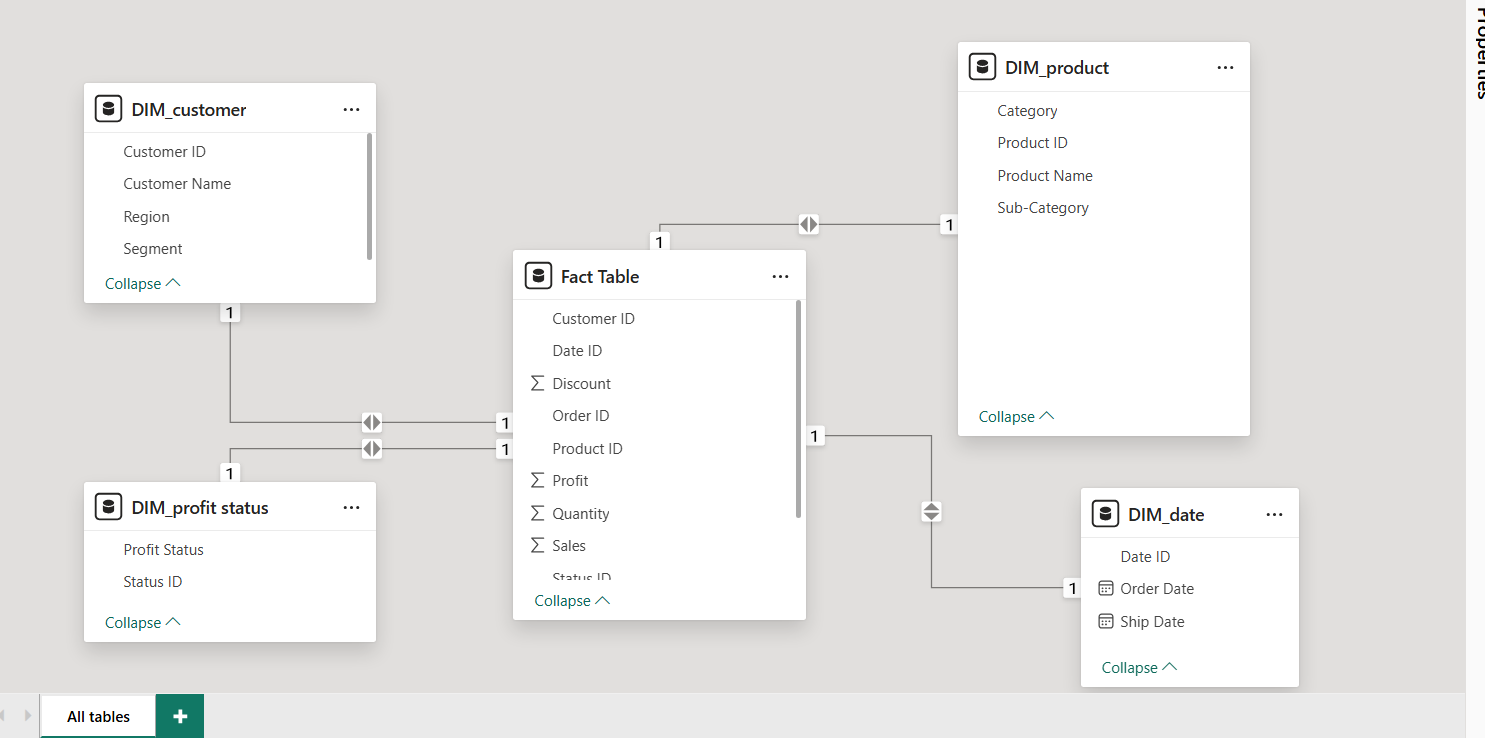 DIM_customer
Customer ID
Customer Name
Region
Segment
Collapse
1
1
1
1
DIM_profit status
Profit Status
Status ID
Collapse
Fact Table
1
Customer ID
Date ID
Σ Discount
Order ID
Product ID
Σ Profit
Σ Quantity
Σ Sales
Status ID
Collapse
1
1
DIM_product
Category
Product ID
Product Name
Sub-Category
Collapse
1
DIM_date
Date ID
Order Date
Ship Date
Collapse
Properties
All tables
+